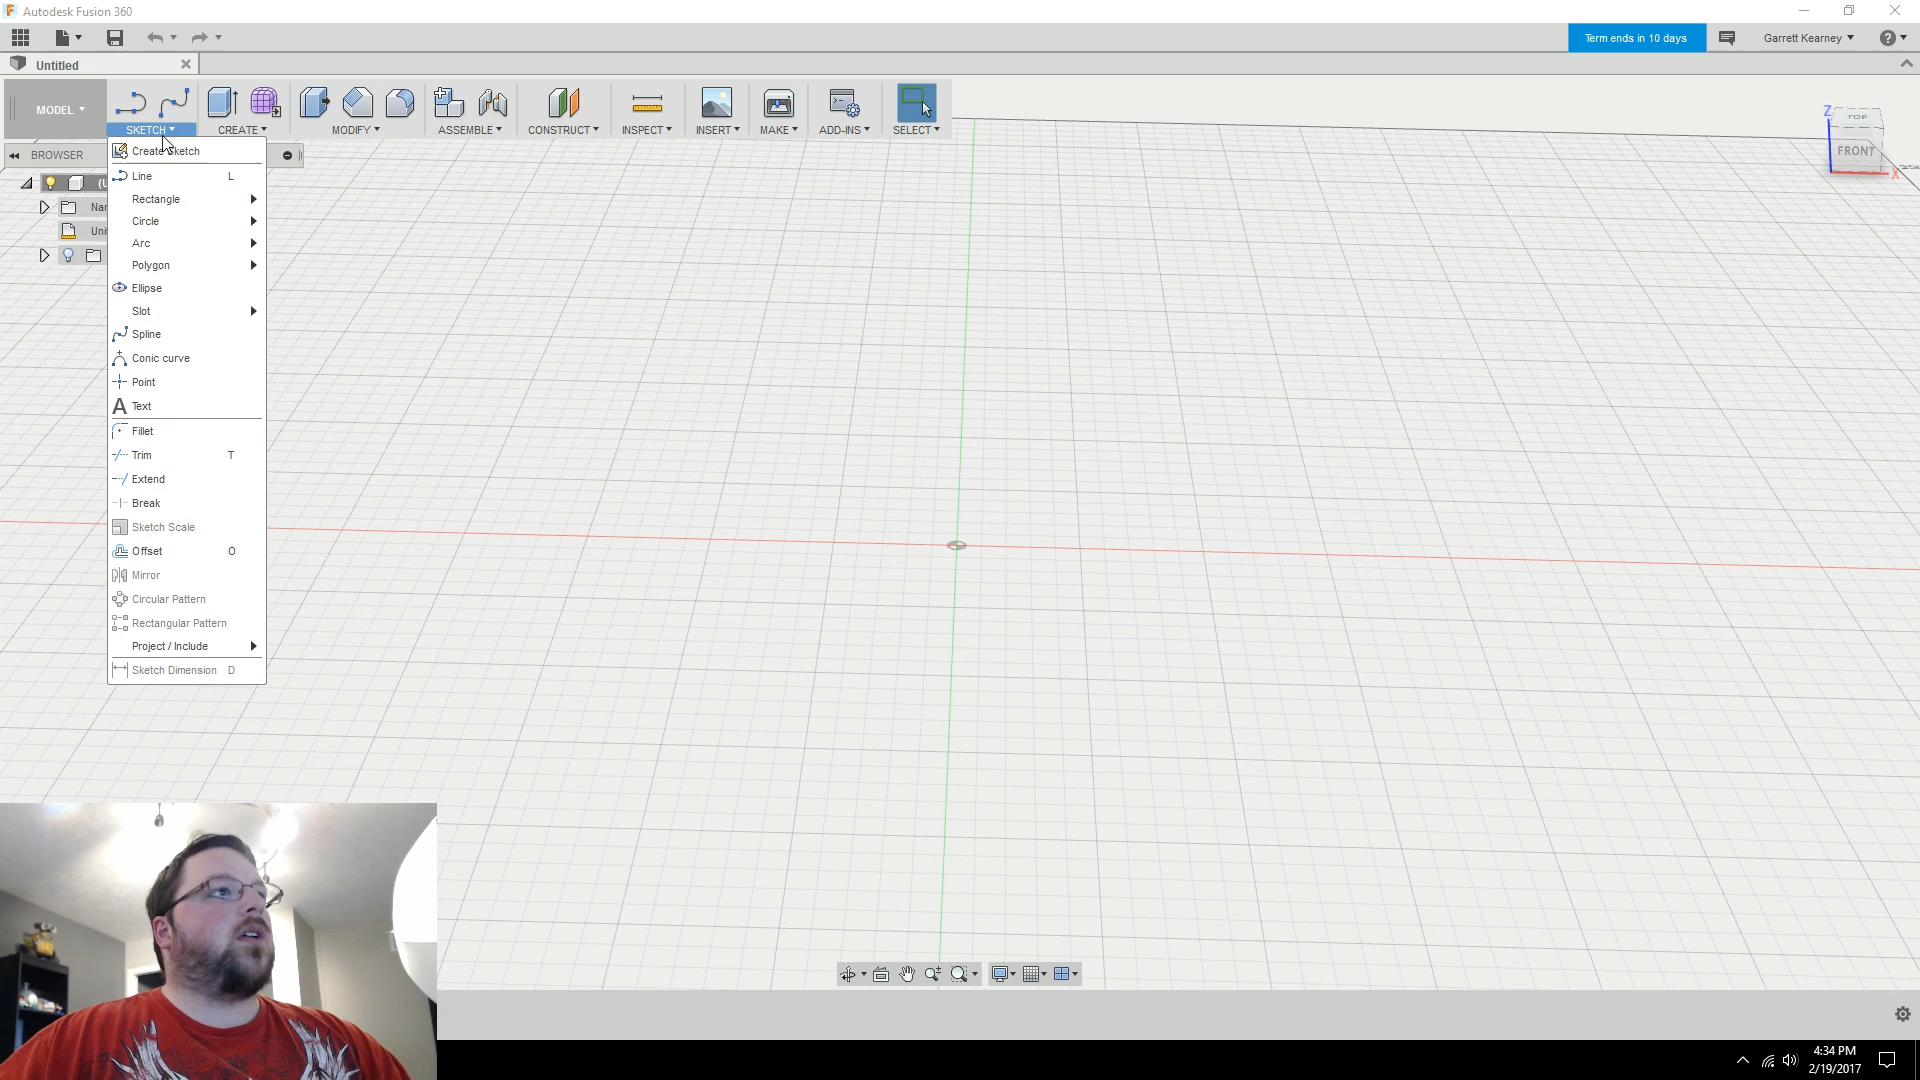 Autodesk Fusion 360
Term ends in 10 days
Garrett Kearney
Untitled
MODEL
SKETCH
CREATE
MODIFY
ASSEMBLE
CONSTRUCT
INSPECT
INSERT
MAKE
ADD-INS
SELECT
BROWSER
(U
Nar
Uni
Create Sketch
Line L
Rectangle
Circle
Arc
Polygon
Ellipse
Slot
Spline
Conic curve
Point
Text
Fillet
Trim T
Extend
Break
Sketch Scale
Offset O
Mirror
Circular Pattern
Rectangular Pattern
Project / Include
Sketch Dimension D
Z
TOP
FRONT
X
4:34 PM
2/19/2017